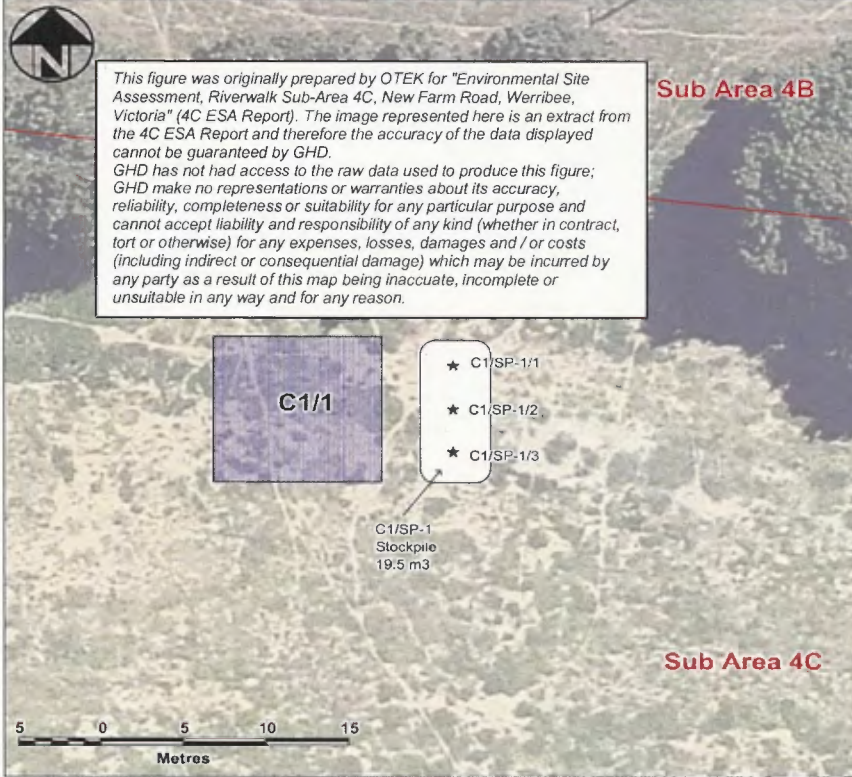 N
This figure was originally prepared by OTEK for "Environmental Site
Assessment, Riverwalk Sub-Area 4C, New Farm Road, Werribee,
Victoria" (4C ESA Report). The image represented here is an extract from
the 4C ESA Report and therefore the accuracy of the data displayed
cannot be guaranteed by GHD.
GHD has not had access to the raw data used to produce this figure;
GHD make no representations or warranties about its accuracy,
reliability, completeness or suitability for any particular purpose and
cannot accept liability and responsibility of any kind (whether in contract,
tort or otherwise) for any expenses, losses, damages and / or costs
(including indirect or consequential damage) which may be incurred by
any party as a result of this map being inaccuate, incomplete or
unsuitable in any way and for any reason.
Sub Area 4B
C1/1
C1/SP-1/1
C1/SP-1/2
C1/SP-1/3
C1/SP-1
Stockpile
19.5 m3
Sub Area 4C
5 0 5 10 15
Metres